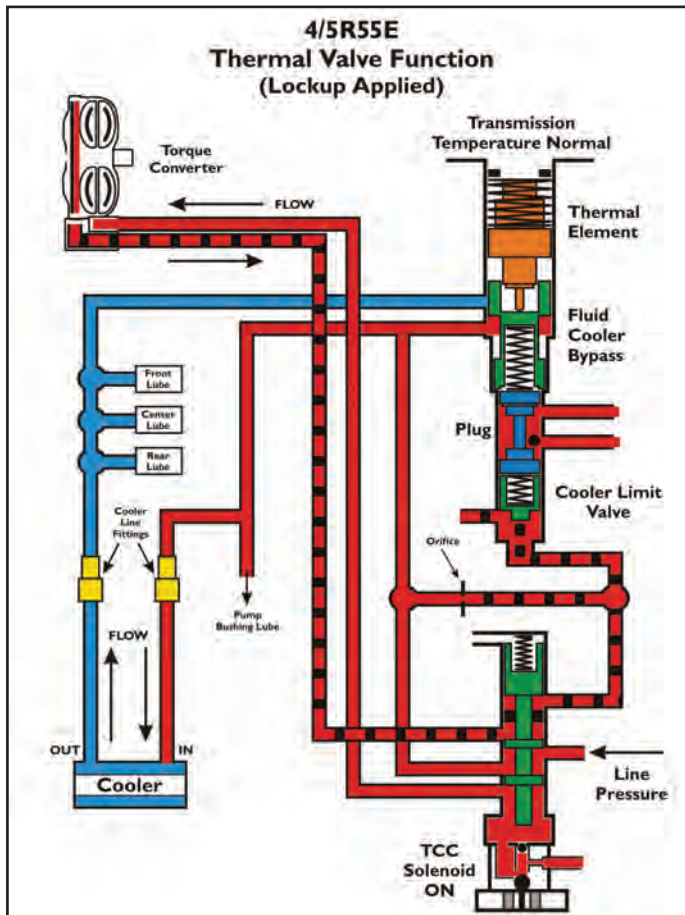 4/5R55E
Thermal Valve Function
(Lockup Applied)
Transmission
Temperature Normal
Torque
Converter
FLOW
Thermal
Element
Fluid
Cooler
Bypass
Front
Lube
Center
Lube
Rear
Lube
Plug
Cooler Limit
Valve
Cooler
Line
Fittings
Orifice
Pump
Bushing Lube
FLOW
OUT
IN
Cooler
Line
Pressure
TCC
Solenoid
ON